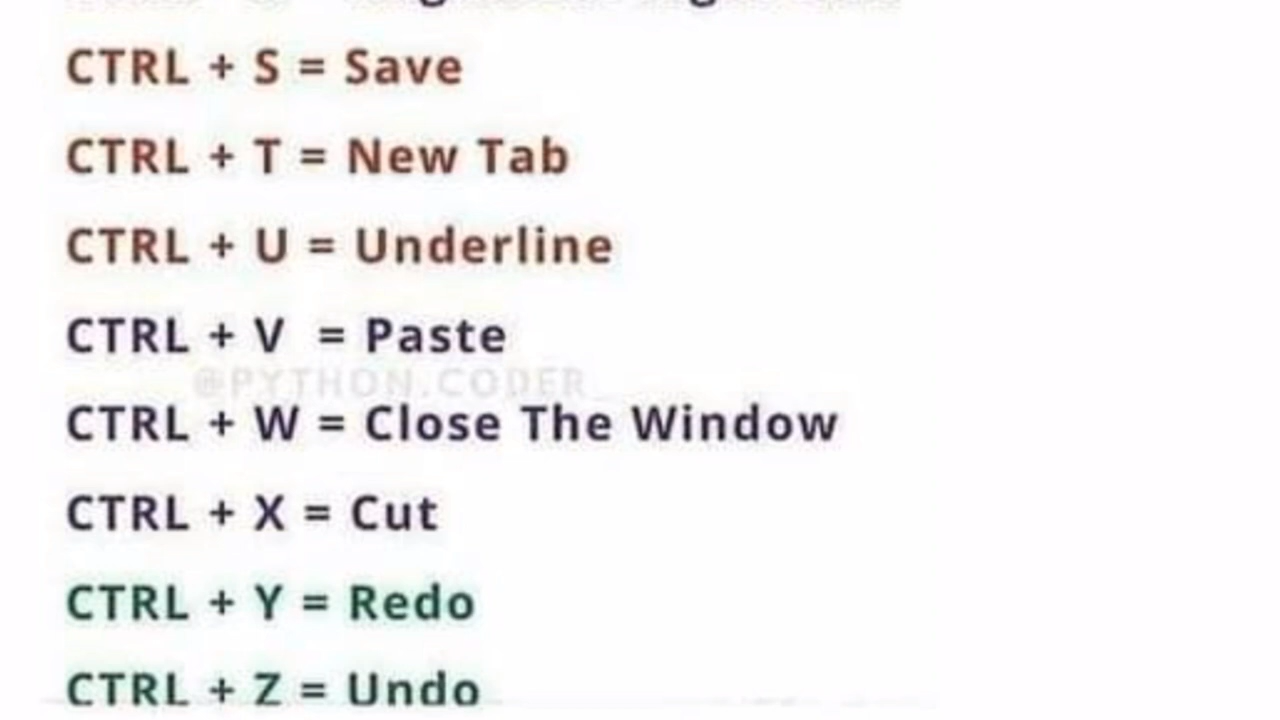 CTRL + S = Save
CTRL + T = New Tab
CTRL + U = Underline
CTRL + V = Paste
@PYTHON.CODER_
CTRL + W = Close The Window
CTRL + X = Cut
CTRL + Y = Redo
CTRL + Z = Undo